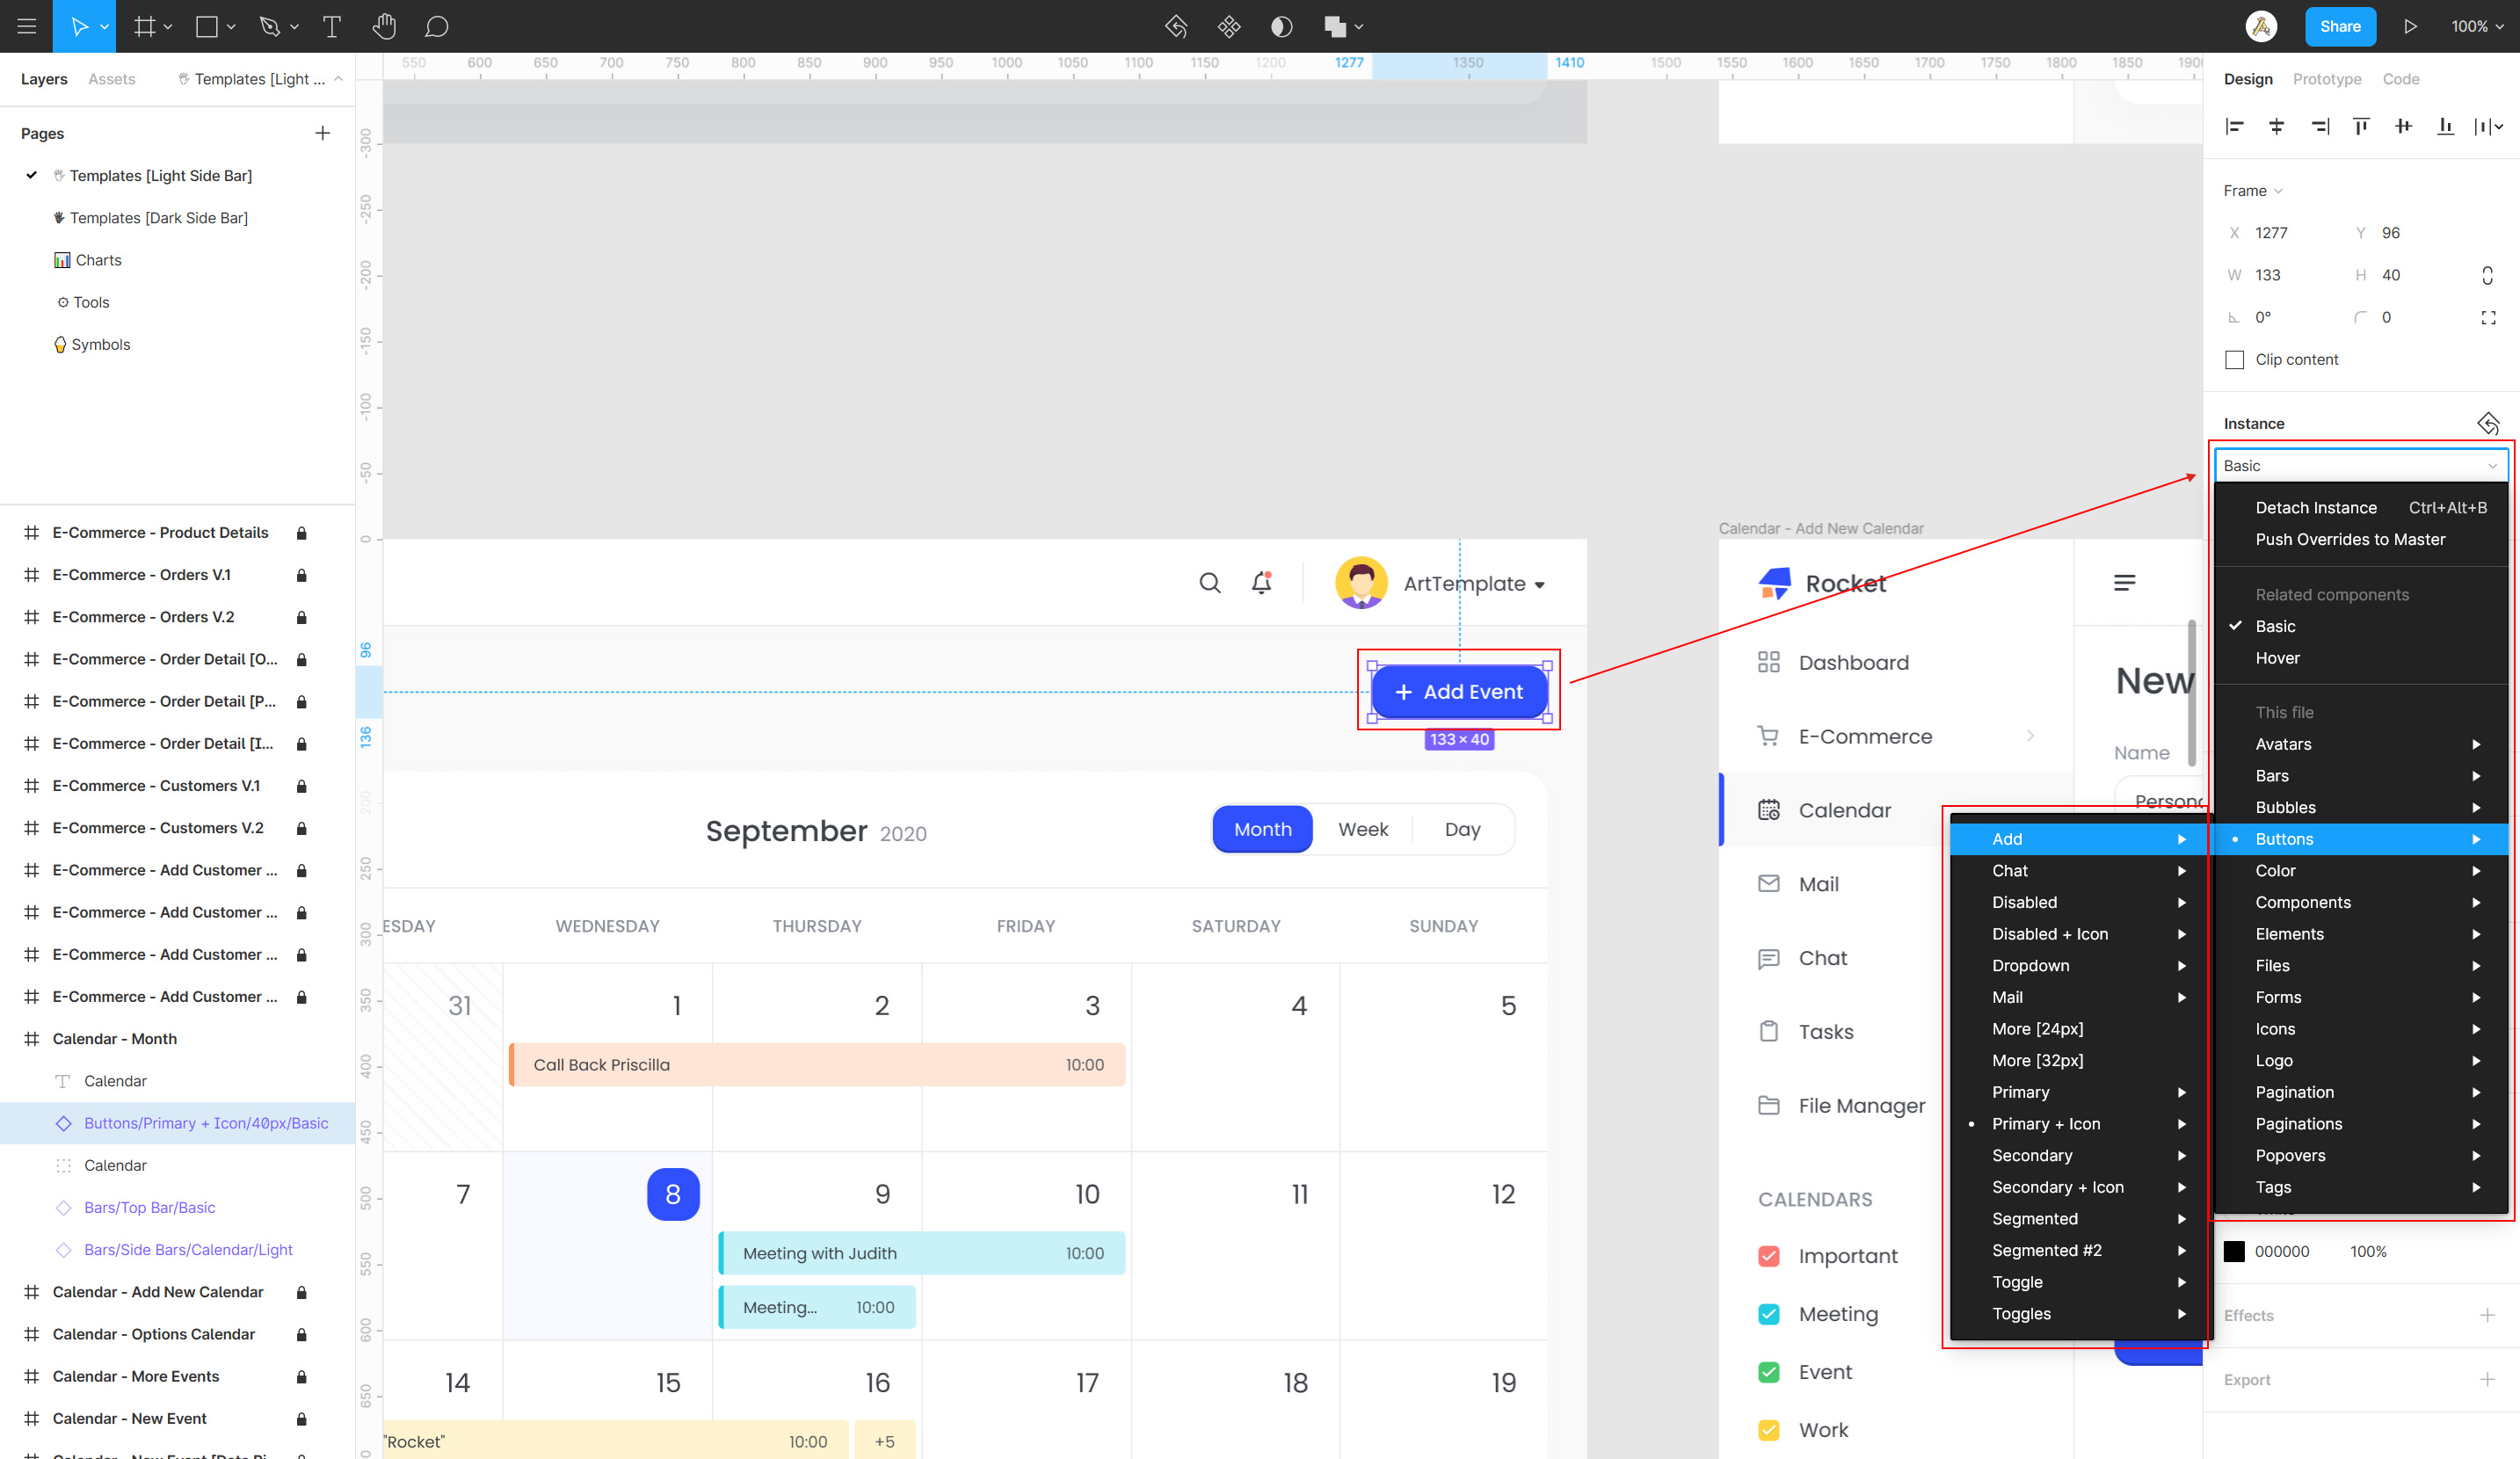 Share
100%
Layers
Assets
Templates [Light ...
550 600 650 700 750 800 850 900 950 1000 1050 1100 1150 1200 1277 1350 1410 1500 1550 1600 1650 1700 1750 1800 1850 1900
Design
Prototype
Code
Pages
Templates [Light Side Bar]
Templates [Dark Side Bar]
Charts
Tools
Symbols
E-Commerce - Product Details
E-Commerce - Orders V.1
E-Commerce - Orders V.2
E-Commerce - Order Detail [O...
E-Commerce - Order Detail [P...
E-Commerce - Order Detail [I...
E-Commerce - Customers V.1
E-Commerce - Customers V.2
E-Commerce - Add Customer ...
E-Commerce - Add Customer ...
E-Commerce - Add Customer ...
E-Commerce - Add Customer ...
Calendar - Month
Calendar
Buttons/Primary + Icon/40px/Basic
Calendar
Bars/Top Bar/Basic
Bars/Side Bars/Calendar/Light
Calendar - Add New Calendar
Calendar - Options Calendar
Calendar - More Events
Calendar - New Event
-300
-250
-200
-150
-100
-50
0
96
136
200
250
300
350
400
450
500
550
600
650
ArtTemplate
+ Add Event
133 × 40
September 2020
Month
Week
Day
ESDAY
WEDNESDAY
THURSDAY
FRIDAY
SATURDAY
SUNDAY
31
1
2
3
4
5
Call Back Priscilla
10:00
7
8
9
10
11
12
Meeting with Judith
10:00
Meeting...
10:00
14
15
16
17
18
19
"Rocket"
10:00
+5
Calendar - Add New Calendar
Rocket
Dashboard
E-Commerce
Calendar
Mail
Chat
Tasks
File Manager
CALENDARS
Important
Meeting
Event
Work
New
Name
Persona
Add
Chat
Disabled
Disabled + Icon
Dropdown
Mail
More [24px]
More [32px]
Primary
Primary + Icon
Secondary
Secondary + Icon
Segmented
Segmented #2
Toggle
Toggles
Frame
X 1277
Y 96
W 133
H 40
0°
0
Clip content
Instance
Basic
Detach Instance Ctrl+Alt+B
Push Overrides to Master
Related components
Basic
Hover
This file
Avatars
Bars
Bubbles
Buttons
Color
Components
Elements
Files
Forms
Icons
Logo
Pagination
Paginations
Popovers
Tags
000000
100%
Effects
Export